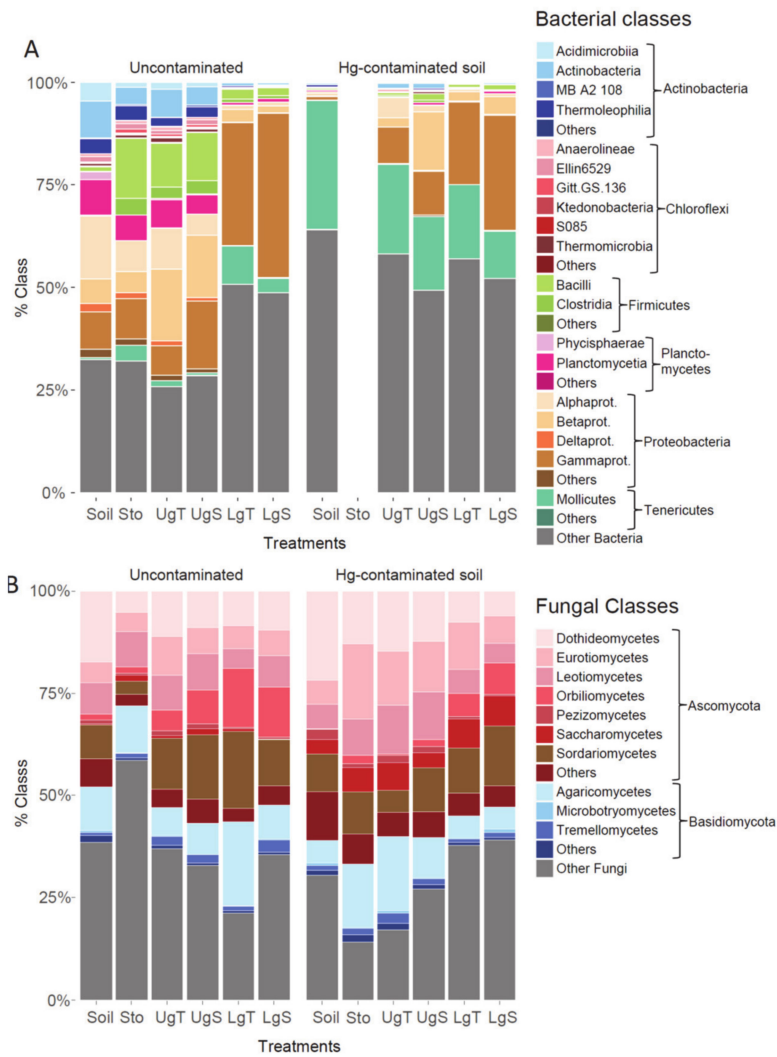 A
Uncontaminated
Hg-contaminated soil
100%
75%
50%
25%
0%
% Class
Soil Sto UgT UgS LgT LgS
Soil Sto UgT UgS LgT LgS
Treatments
Bacterial classes
Acidimicrobiia
Actinobacteria
MB A2 108
Thermoleophilia
Others
Actinobacteria
Anaerolineae
Ellin6529
Gitt.GS.136
Ktedonobacteria
S085
Thermomicrobia
Others
Chloroflexi
Bacilli
Clostridia
Others
Firmicutes
Phycisphaerae
Planctomycetia
Others
Plancto-
mycetes
Alphaprot.
Betaprot.
Deltaprot.
Gammaprot.
Others
Proteobacteria
Mollicutes
Others
Tenericutes
Other Bacteria
B
Uncontaminated
Hg-contaminated soil
100%
75%
50%
25%
0%
% Classs
Soil Sto UgT UgS LgT LgS
Soil Sto UgT UgS LgT LgS
Treatments
Fungal Classes
Dothideomycetes
Eurotiomycetes
Leotiomycetes
Orbiliomycetes
Pezizomycetes
Saccharomycetes
Sordariomycetes
Others
Ascomycota
Agaricomycetes
Microbotryomycetes
Tremellomycetes
Others
Basidiomycota
Other Fungi